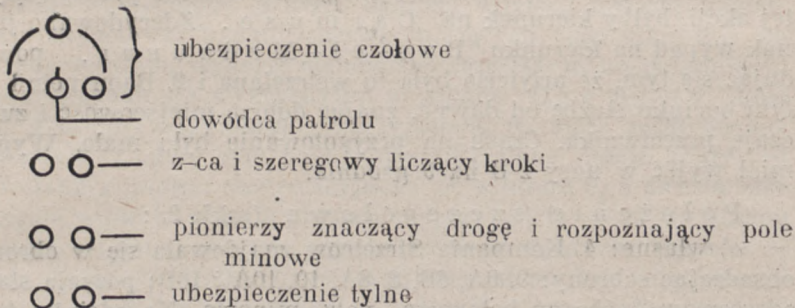 ubezpieczenie czołowe
dowódca patrolu
z-ca i szeregowy liczący kroki
pionierzy znaczący drogę i rozpoznający pole
minowe
ubezpieczenie tylne